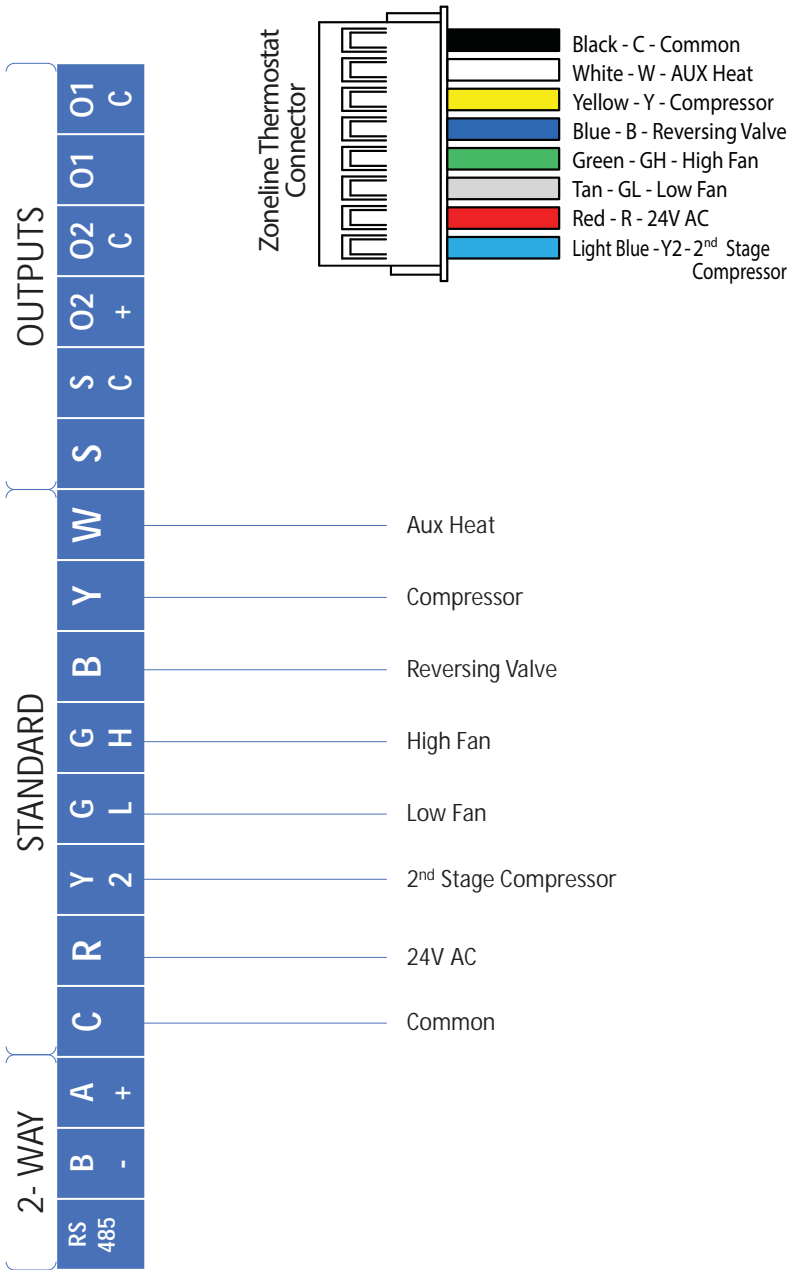 Zoneline Thermostat
Connector
Black - C - Common
White - W - AUX Heat
Yellow - Y - Compressor
Blue - B - Reversing Valve
Green - GH - High Fan
Tan - GL - Low Fan
Red - R - 24V AC
Light Blue - Y2 - 2nd Stage
Compressor
OUTPUTS
O1 C
O1
O2 C
O2 +
S C
S
STANDARD
W
Aux Heat
Y
Compressor
B
Reversing Valve
G H
High Fan
G L
Low Fan
Y 2
2nd Stage Compressor
R
24V AC
C
Common
2- WAY
A +
B -
RS
485